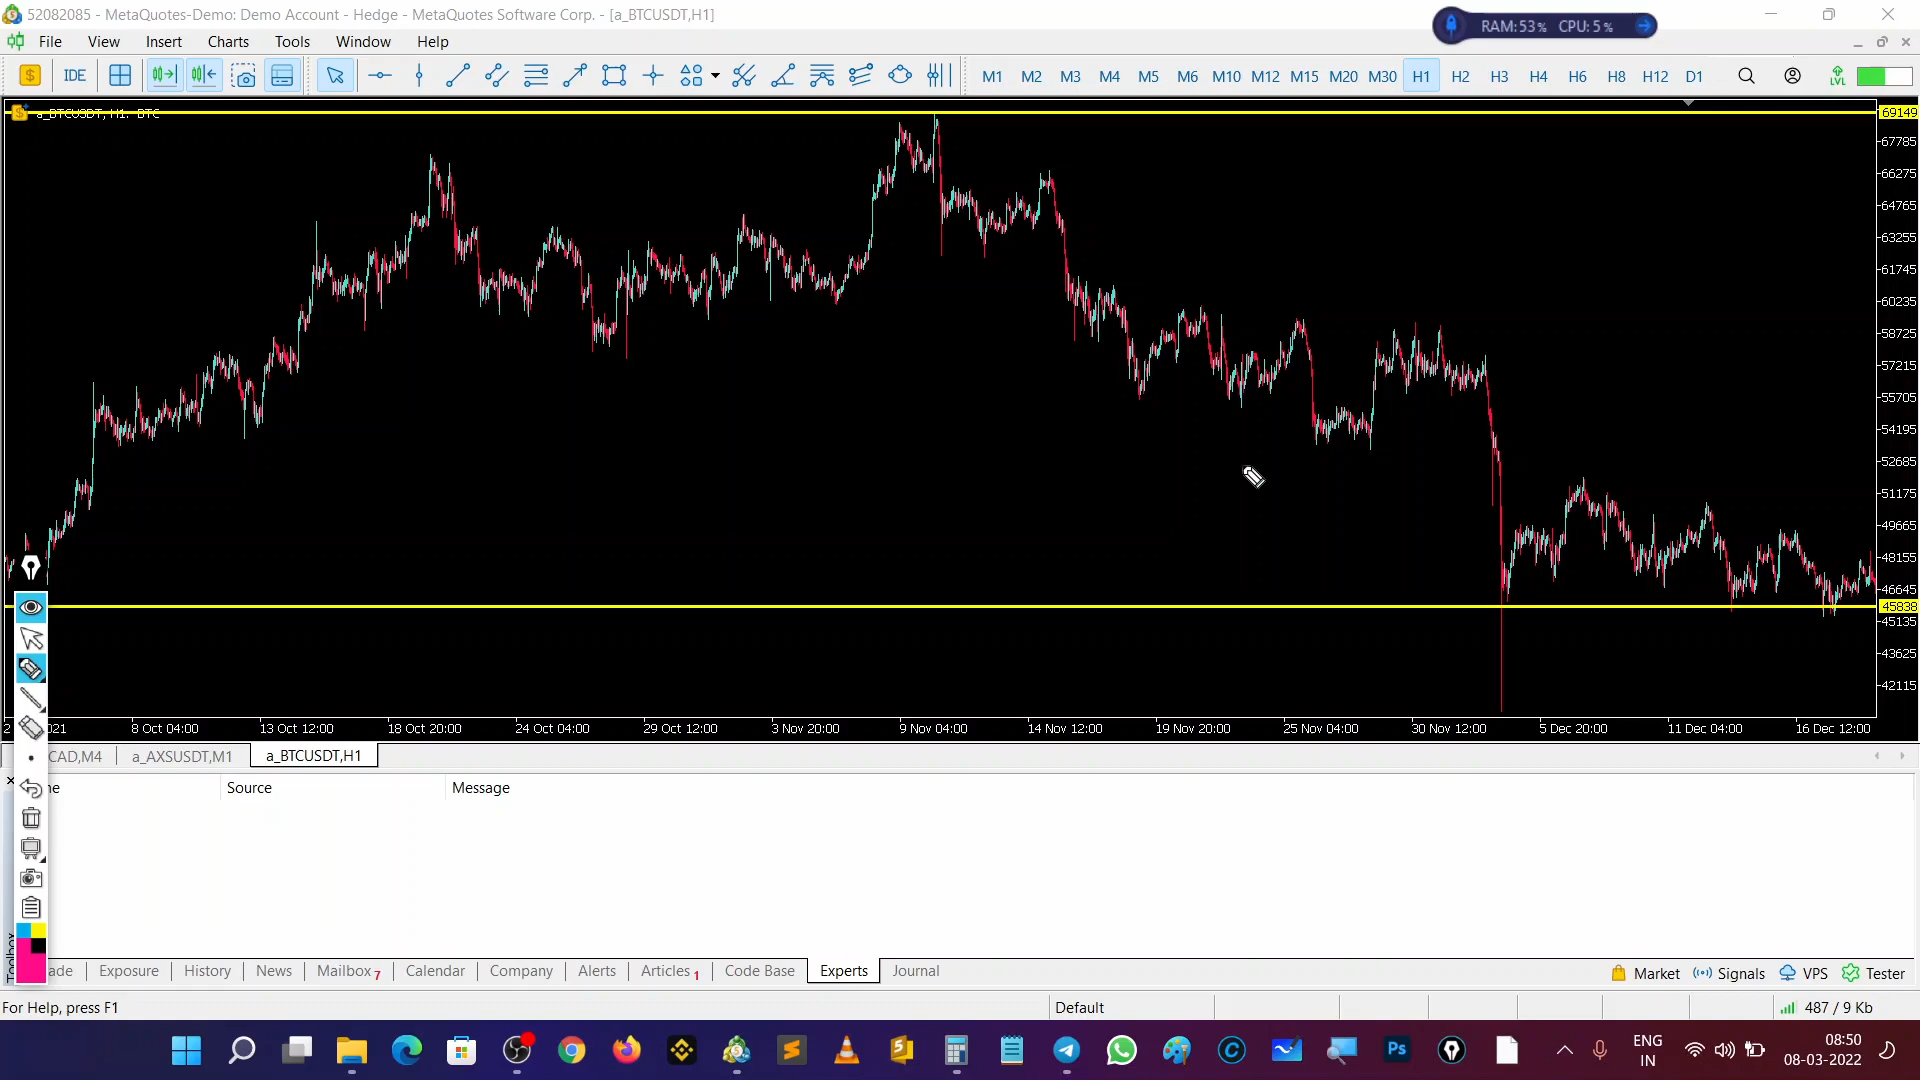 52082085 - MetaQuotes-Demo: Demo Account - Hedge - MetaQuotes Software Corp. - [a_BTCUSDT,H1]
RAM:53% CPU:5%
File View Insert Charts Tools Window Help
IDE M1 M2 M3 M4 M5 M6 M10 M12 M15 M20 M30 H1 H2 H3 H4 H6 H8 H12 D1 LVL
a_BTCUSDT, H1: BTC
69149
67785
66275
64765
63255
61745
60235
58725
57215
55705
54195
52685
51175
49665
48155
46645
45838
45135
43625
42115
2 021 8 Oct 04:00 13 Oct 12:00 18 Oct 20:00 24 Oct 04:00 29 Oct 12:00 3 Nov 20:00 9 Nov 04:00 14 Nov 12:00 19 Nov 20:00 25 Nov 04:00 30 Nov 12:00 5 Dec 20:00 11 Dec 04:00 16 Dec 12:00
CAD,M4 a_AXSUSDT,M1 a_BTCUSDT,H1
ne Source Message
Toolbox
ade Exposure History News Mailbox 7 Calendar Company Alerts Articles 1 Code Base Experts Journal
Market Signals VPS Tester
For Help, press F1 Default 487 / 9 Kb
ENG
IN
08:50
08-03-2022
Ps